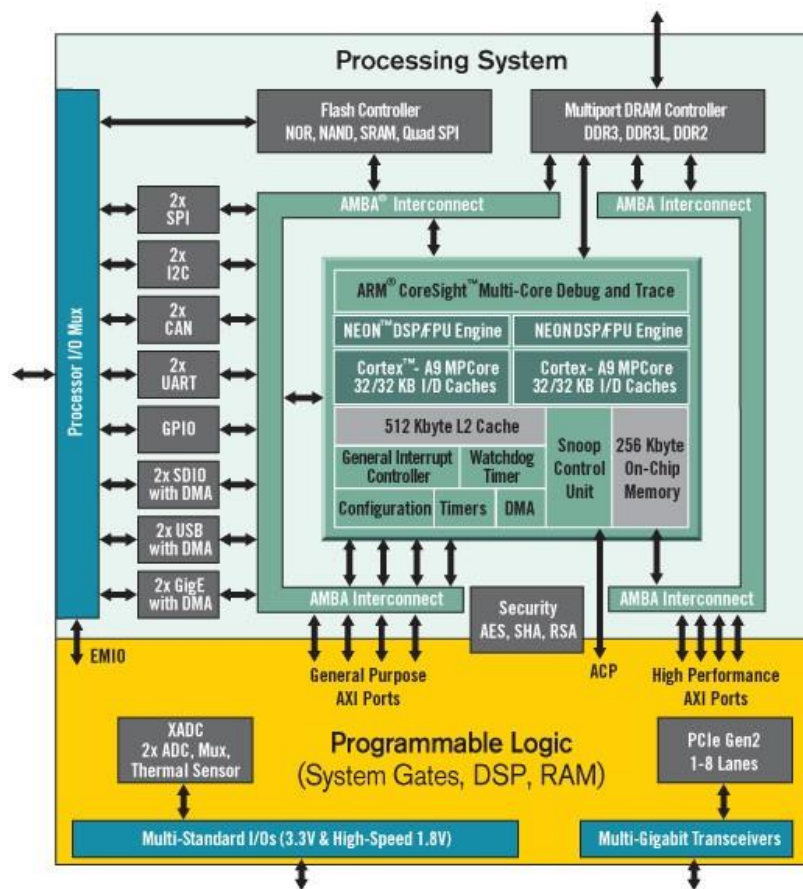 Processing System
Flash Controller
NOR, NAND, SRAM, Quad SPI
Multiport DRAM Controller
DDR3, DDR3L, DDR2
Processor I/O Mux
2x
SPI
2x
I2C
2x
CAN
2x
UART
GPIO
2x SDIO
with DMA
2x USB
with DMA
2x GigE
with DMA
AMBA® Interconnect
AMBA Interconnect
ARM® CoreSight™ Multi-Core Debug and Trace
NEON™ DSP/FPU Engine
NEON DSP/FPU Engine
Cortex™- A9 MPCore
32/32 KB I/D Caches
Cortex- A9 MPCore
32/32 KB I/D Caches
512 Kbyte L2 Cache
General Interrupt
Controller
Watchdog
Timer
Configuration
Timers
DMA
Snoop
Control
Unit
256 Kbyte
On-Chip
Memory
AMBA Interconnect
Security
AES, SHA, RSA
AMBA Interconnect
EMIO
General Purpose
AXI Ports
ACP
High Performance
AXI Ports
XADC
2x ADC, Mux,
Thermal Sensor
Programmable Logic
(System Gates, DSP, RAM)
PCIe Gen2
1-8 Lanes
Multi-Standard I/Os (3.3V & High-Speed 1.8V)
Multi-Gigabit Transceivers